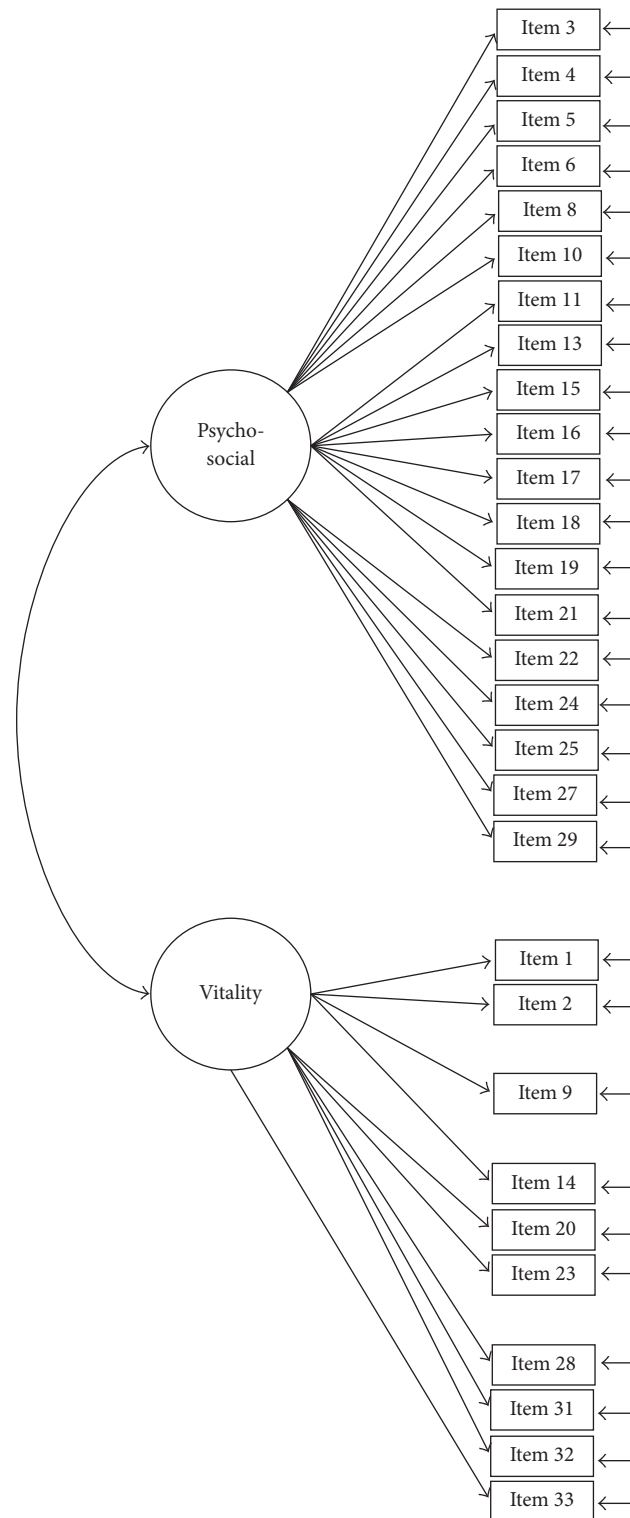 Item 3
Item 4
Item 5
Item 6
Item 8
Item 10
Item 11
Item 13
Item 15
Item 16
Item 17
Item 18
Item 19
Item 21
Item 22
Item 24
Item 25
Item 27
Item 29
Psycho-
social
Item 1
Item 2
Item 9
Item 14
Item 20
Item 23
Item 28
Item 31
Item 32
Item 33
Vitality